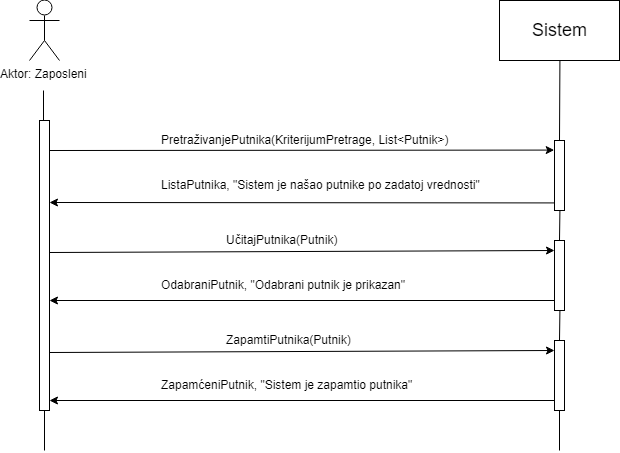 Sistem
Aktor: Zaposleni
PretraživanjePutnika(KriterijumPretrage, List<Putnik>)
ListaPutnika, "Sistem je našao putnike po zadatoj vrednosti"
UčitajPutnika(Putnik)
OdabraniPutnik, "Odabrani putnik je prikazan"
ZapamtiPutnika(Putnik)
ZapamćeniPutnik, "Sistem je zapamtio putnika"